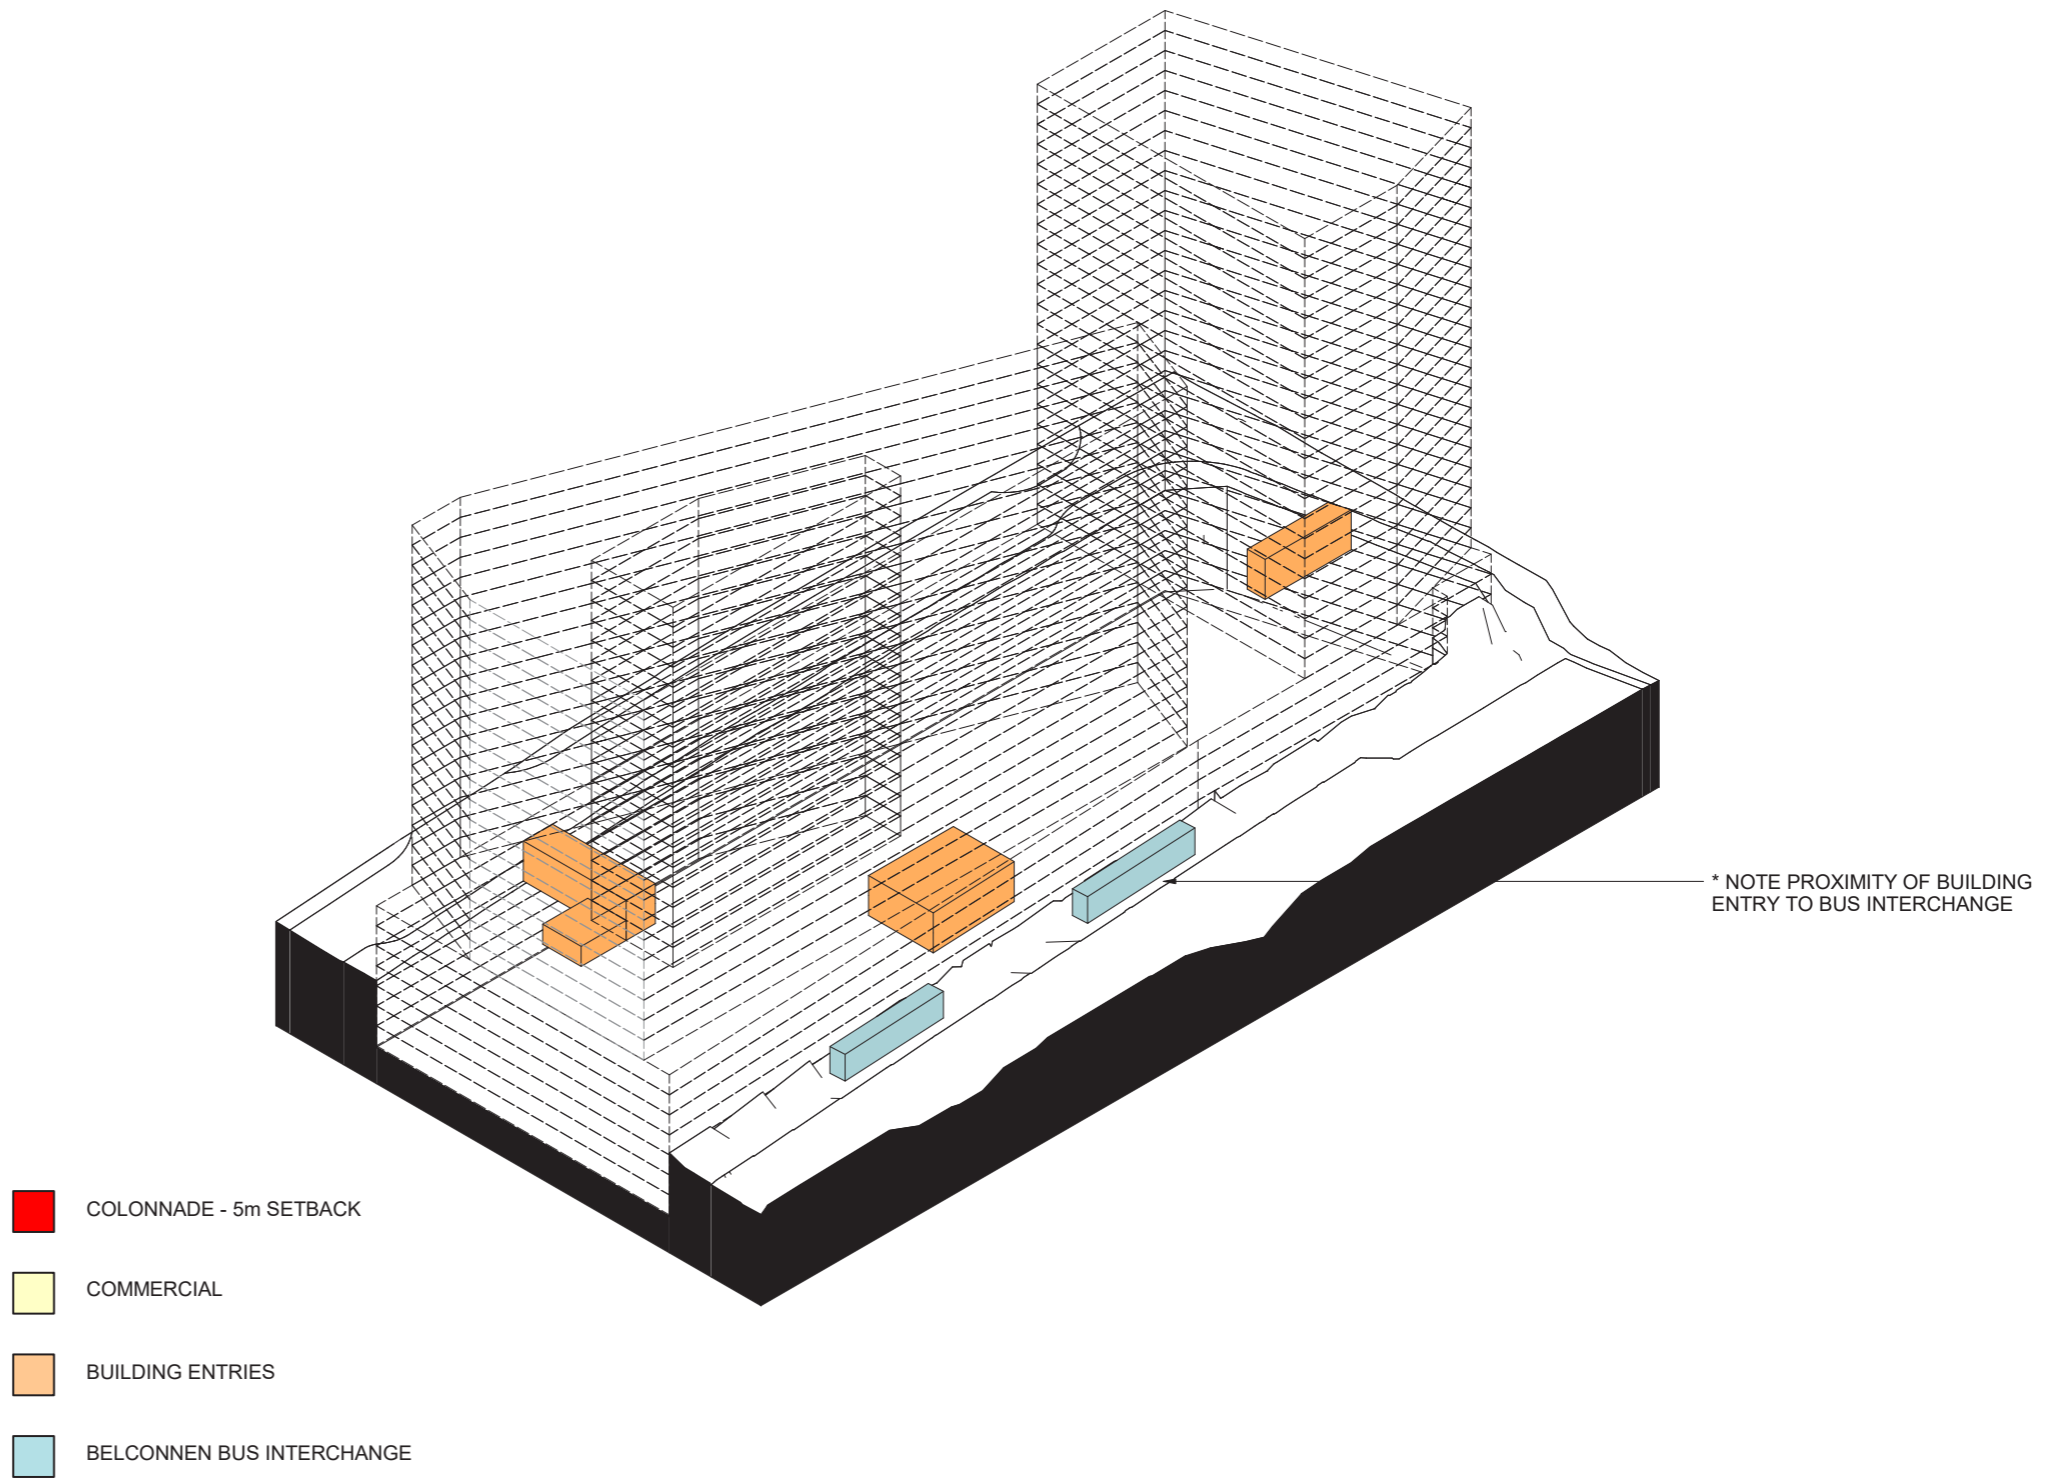 * NOTE PROXIMITY OF BUILDING
ENTRY TO BUS INTERCHANGE
COLONNADE - 5m SETBACK
COMMERCIAL
BUILDING ENTRIES
BELCONNEN BUS INTERCHANGE